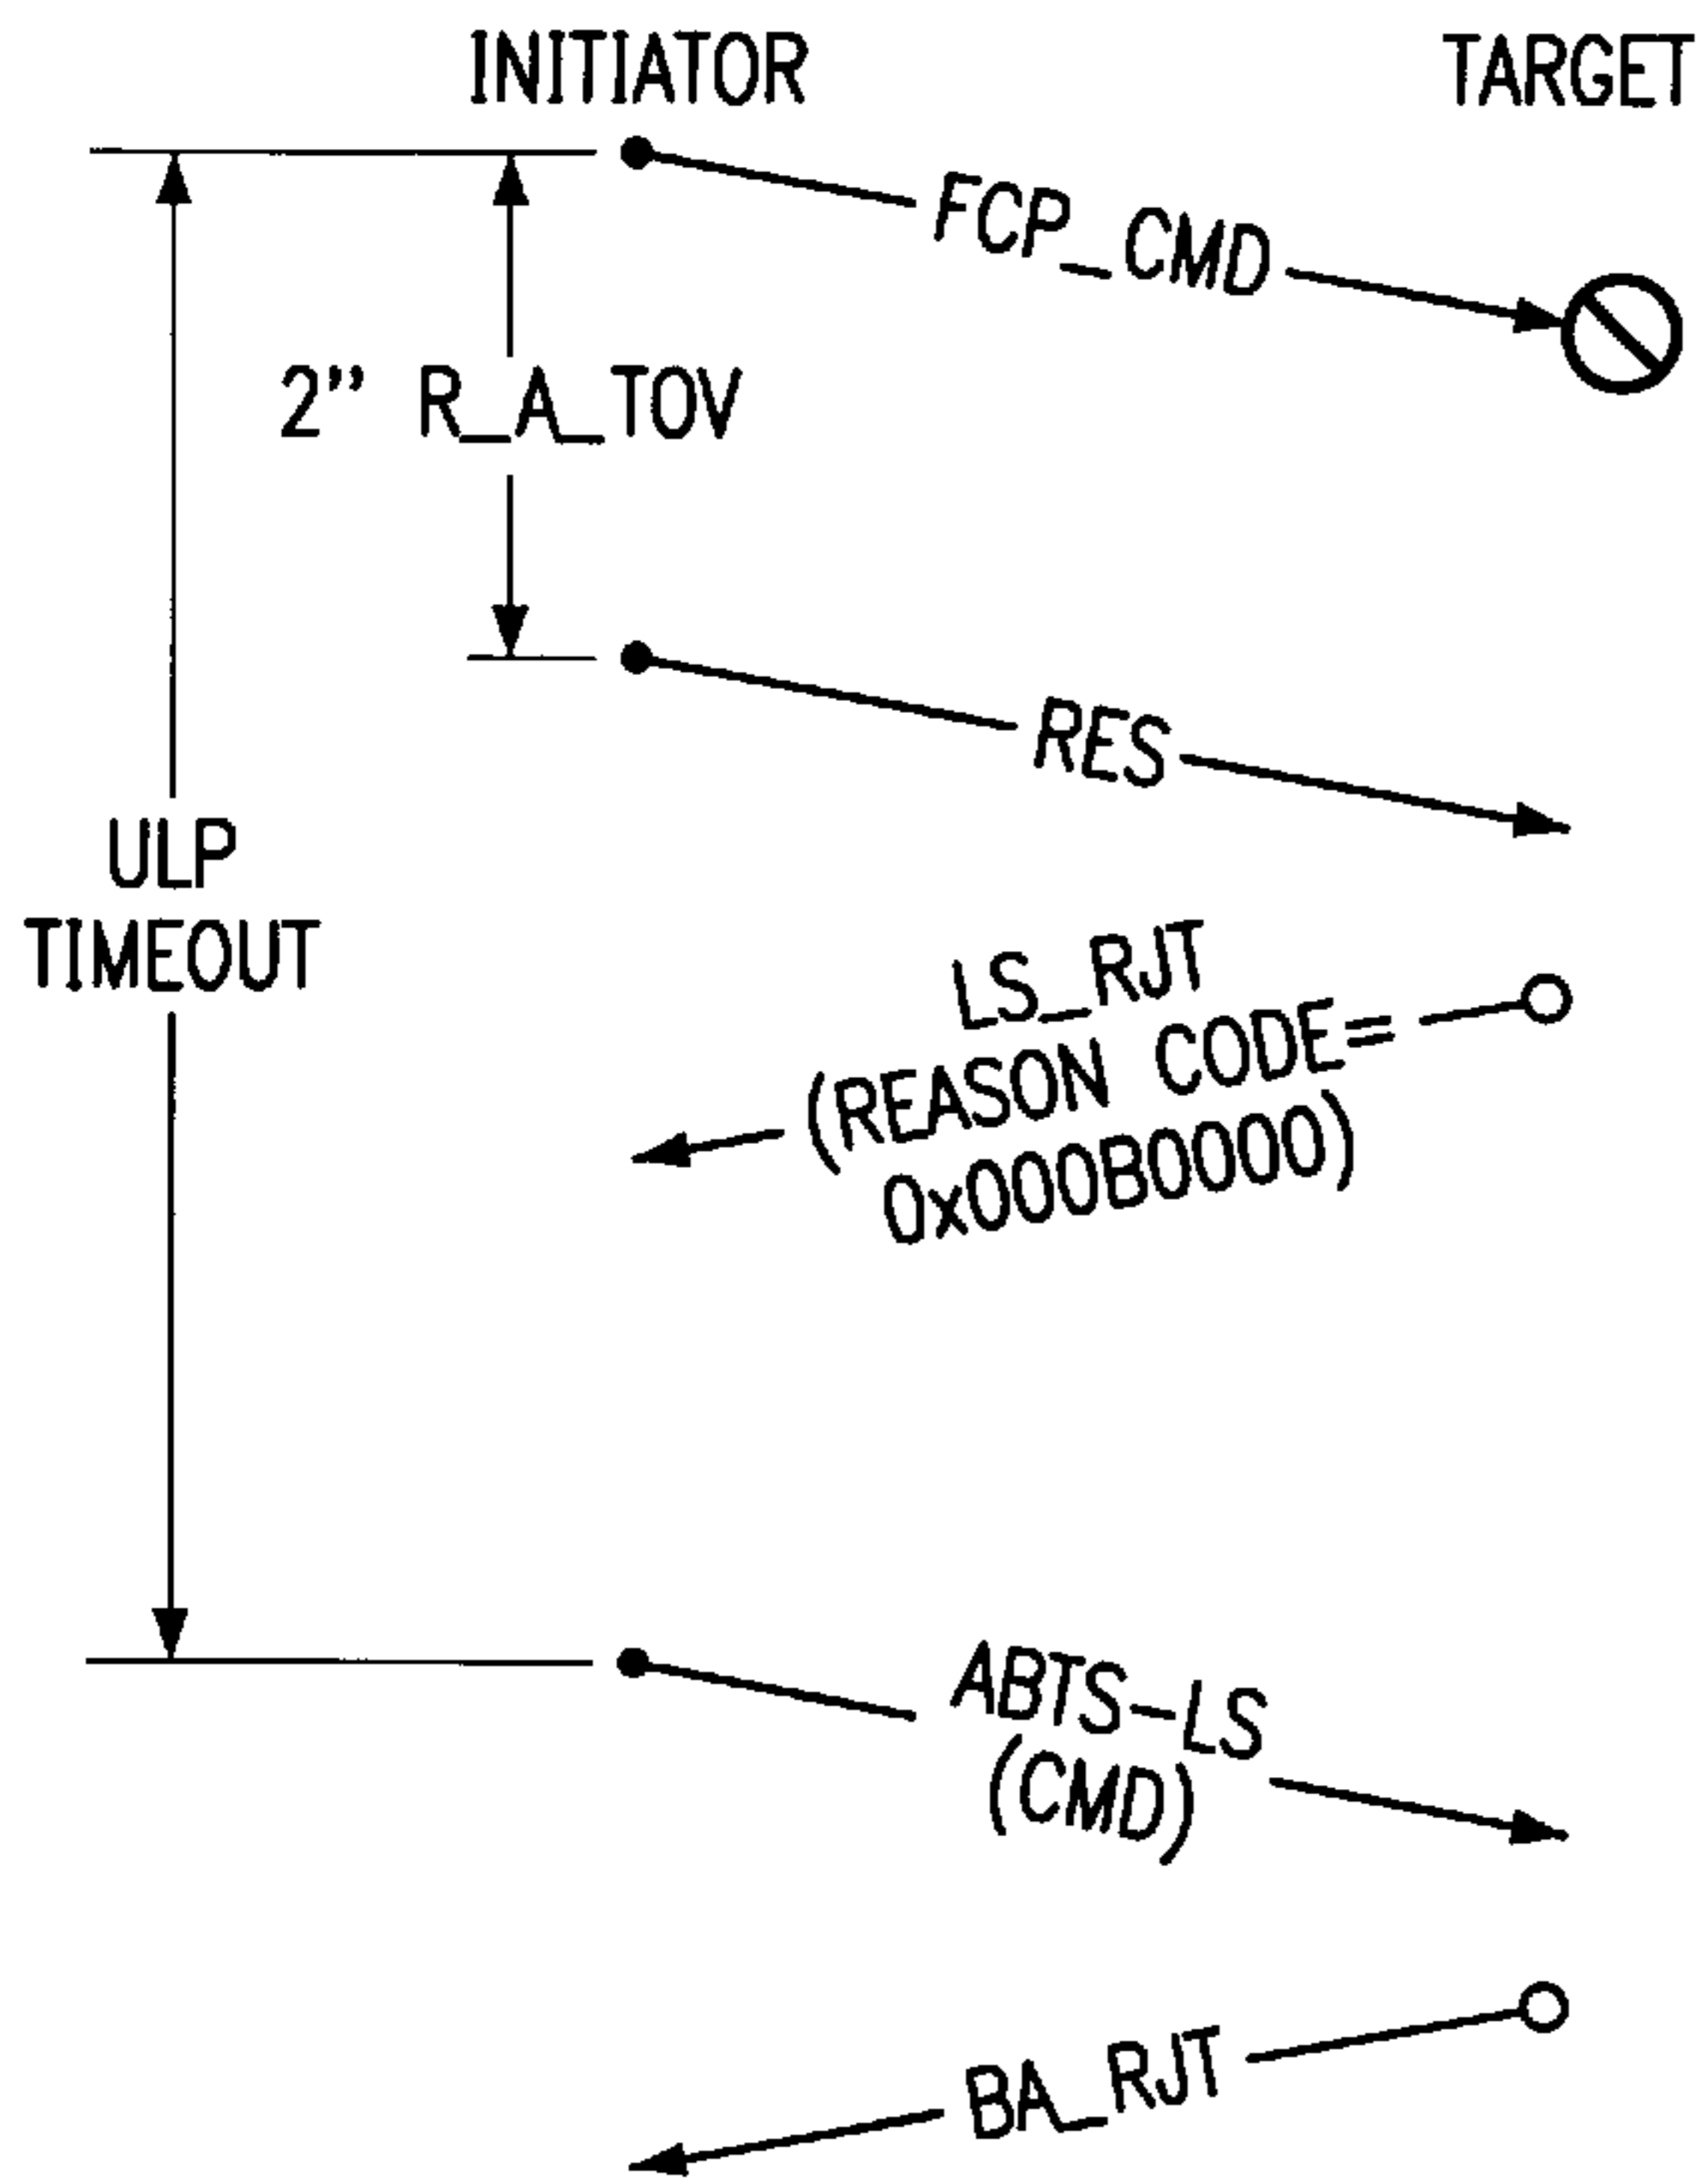 INITIATOR
TARGET
FCP_CMD
2” R_A_TOV
RES
ULP
TIMEOUT
LS_RJT
(REASON CODE=
0x000B0000)
ABTS-LS
(CMD)
BA_RJT